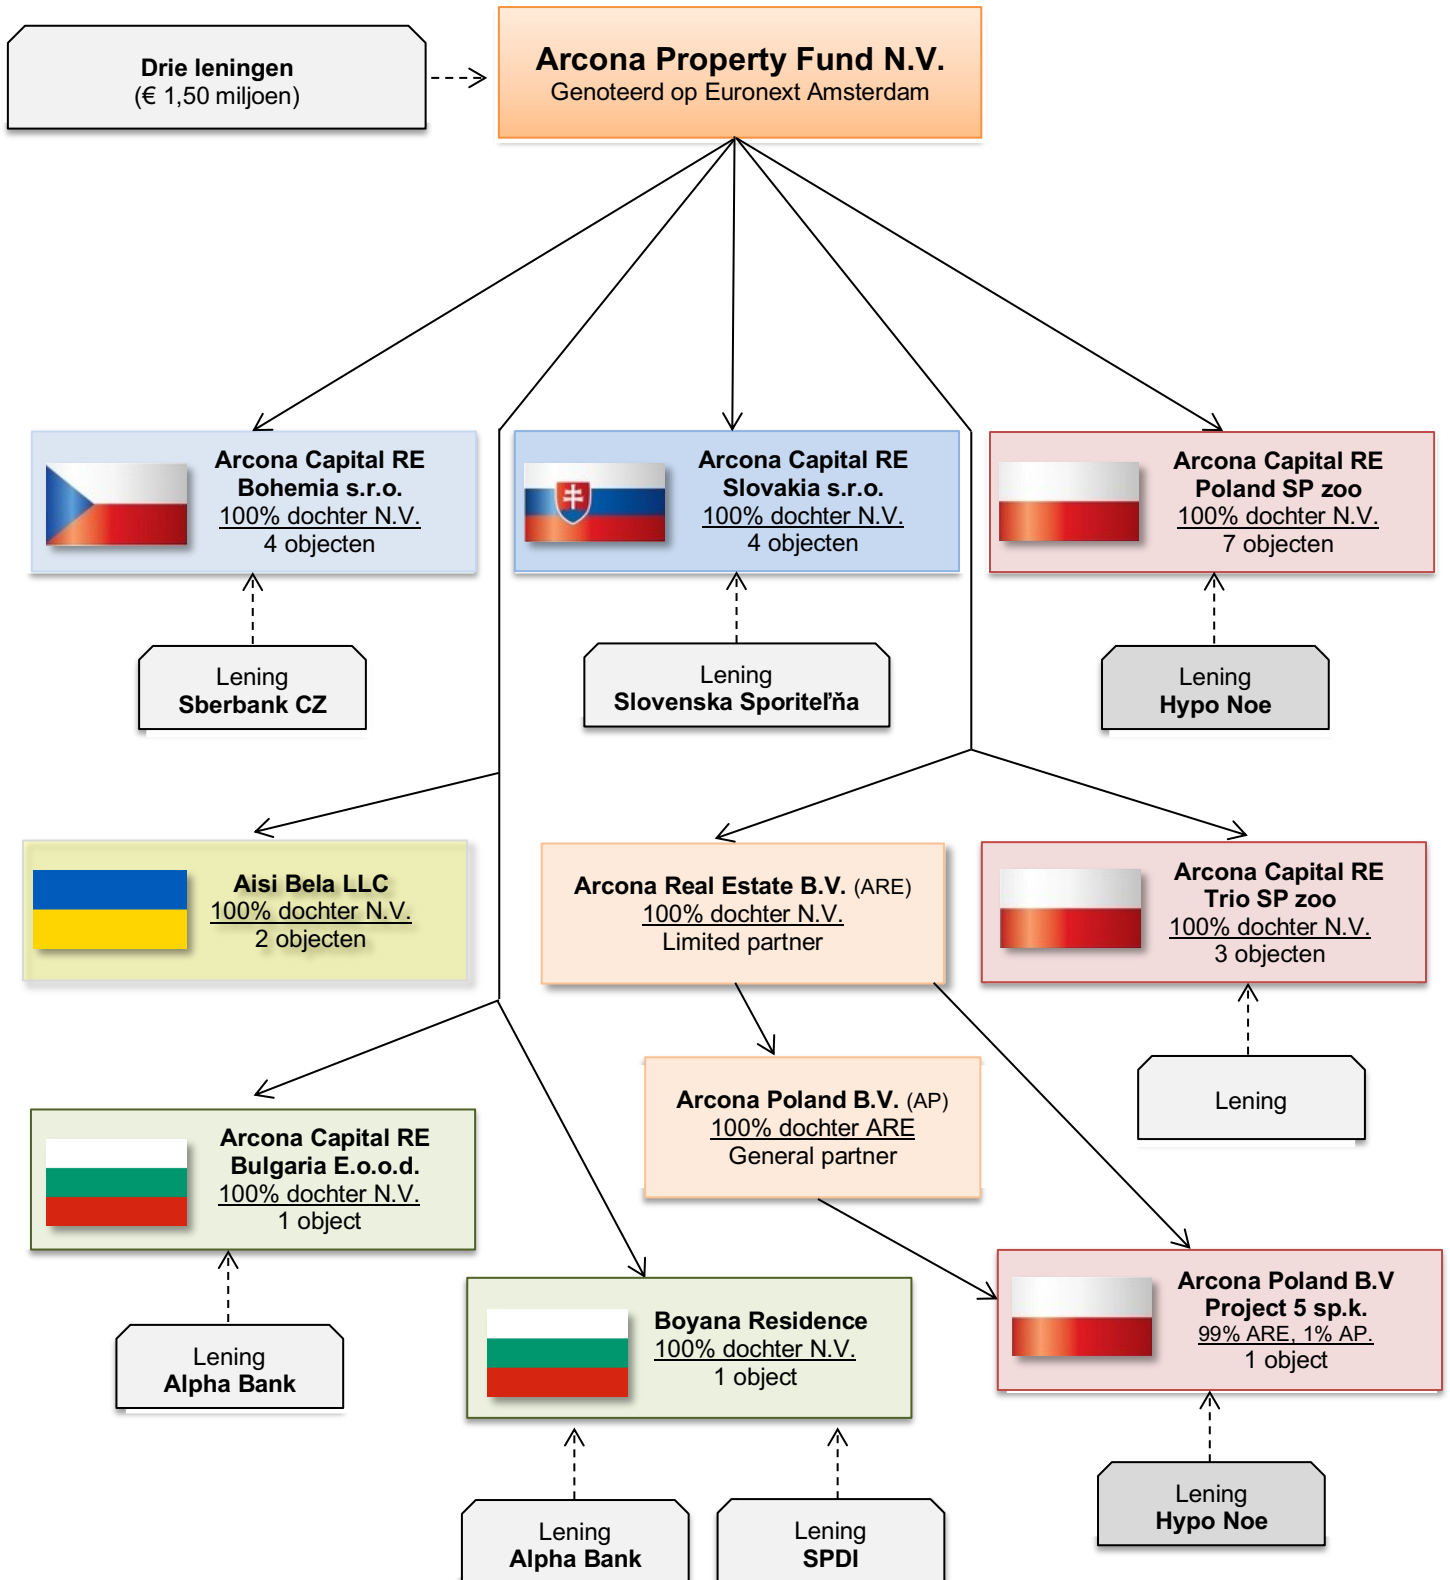 Drie leningen
(€ 1,50 miljoen)
Arcona Property Fund N.V.
Genoteerd op Euronext Amsterdam
Arcona Capital RE
Bohemia s.r.o.
100% dochter N.V.
4 objecten
Arcona Capital RE
Slovakia s.r.o.
100% dochter N.V.
4 objecten
Arcona Capital RE
Poland SP zoo
100% dochter N.V.
7 objecten
Lening
Sberbank CZ
Lening
Slovenska Sporiteľňa
Lening
Hypo Noe
Aisi Bela LLC
100% dochter N.V.
2 objecten
Arcona Real Estate B.V. (ARE)
100% dochter N.V.
Limited partner
Arcona Capital RE
Trio SP zoo
100% dochter N.V.
3 objecten
Lening
Arcona Poland B.V. (AP)
100% dochter ARE
General partner
Arcona Capital RE
Bulgaria E.o.o.d.
100% dochter N.V.
1 object
Lening
Alpha Bank
Boyana Residence
100% dochter N.V.
1 object
Arcona Poland B.V
Project 5 sp.k.
99% ARE, 1% AP.
1 object
Lening
Alpha Bank
Lening
SPDI
Lening
Hypo Noe